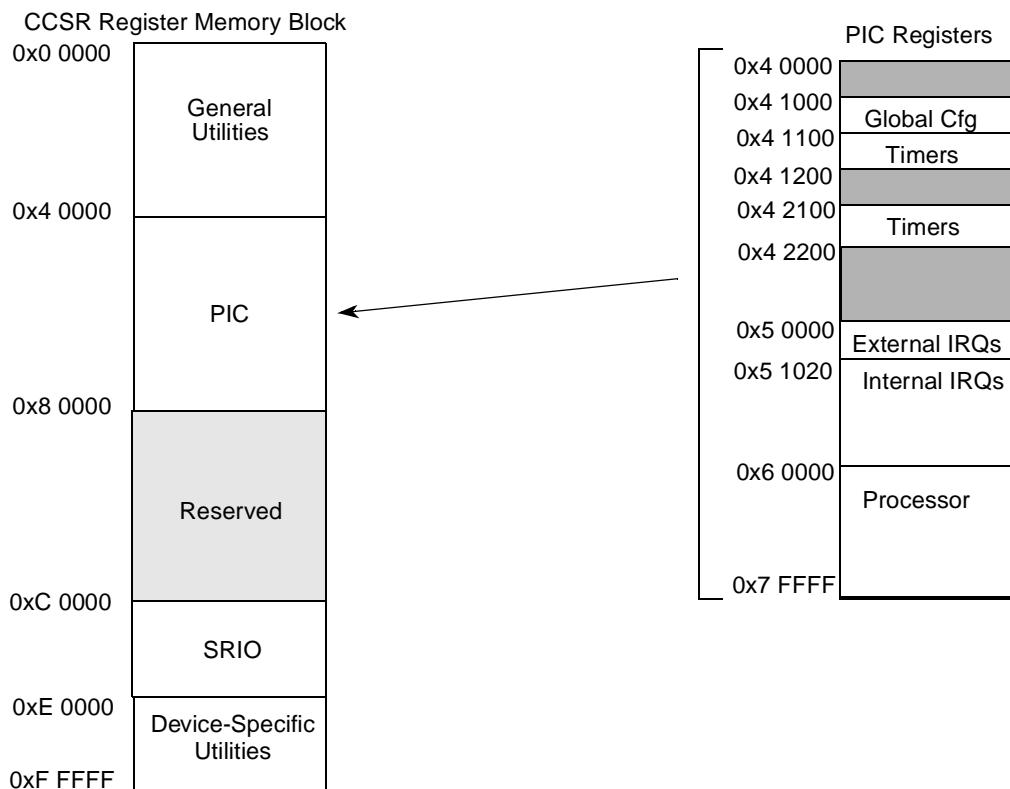 CCSR Register Memory Block
0x0 0000
General
Utilities
0x4 0000
PIC
0x8 0000
Reserved
0xC 0000
SRIO
0xE 0000
Device-Specific
Utilities
0xF FFFF
PIC Registers
0x4 0000
0x4 1000
Global Cfg
0x4 1100
Timers
0x4 1200
0x4 2100
Timers
0x4 2200
0x5 0000
External IRQs
0x5 1020
Internal IRQs
0x6 0000
Processor
0x7 FFFF